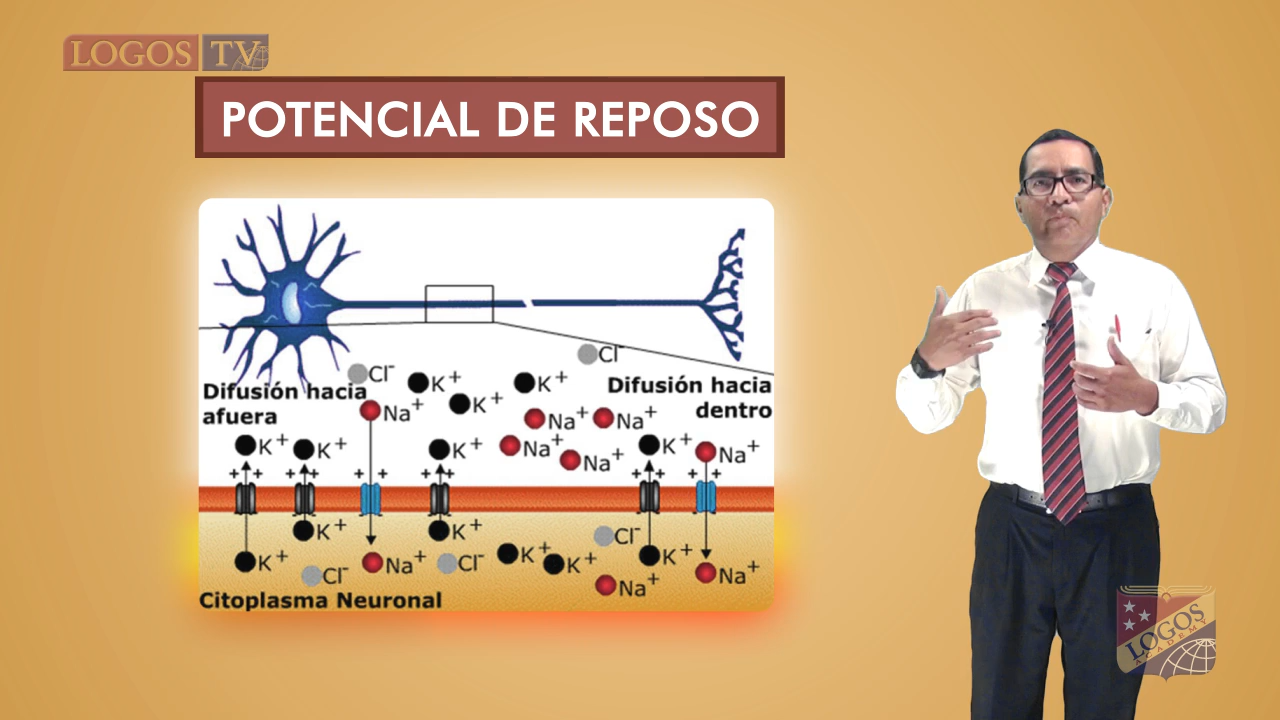 LOGOS TV
POTENCIAL DE REPOSO
Cl⁻
Cl⁻
Difusión hacia
afuera
K⁺
K⁺
K⁺
Difusión hacia
dentro
Na⁺
Na⁺
Na⁺
Na⁺
Na⁺
K⁺
K⁺
K⁺
K⁺
Na⁺
+ +
+ +
+ +
+ +
+ +
+ +
K⁺
K⁺
Cl⁻
K⁺
Cl⁻
Na⁺
Cl⁻
K⁺
K⁺
K⁺
Na⁺
Na⁺
Citoplasma Neuronal
LOGOS
ACADEMY